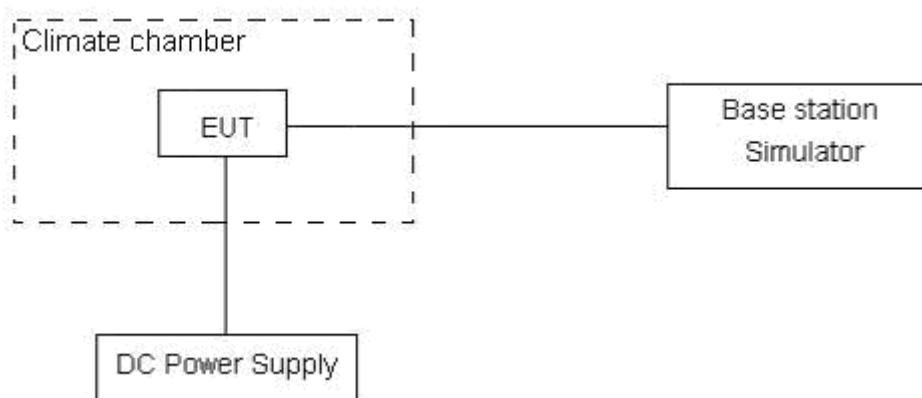 Climate chamber
EUT
Base station
Simulator
DC Power Supply